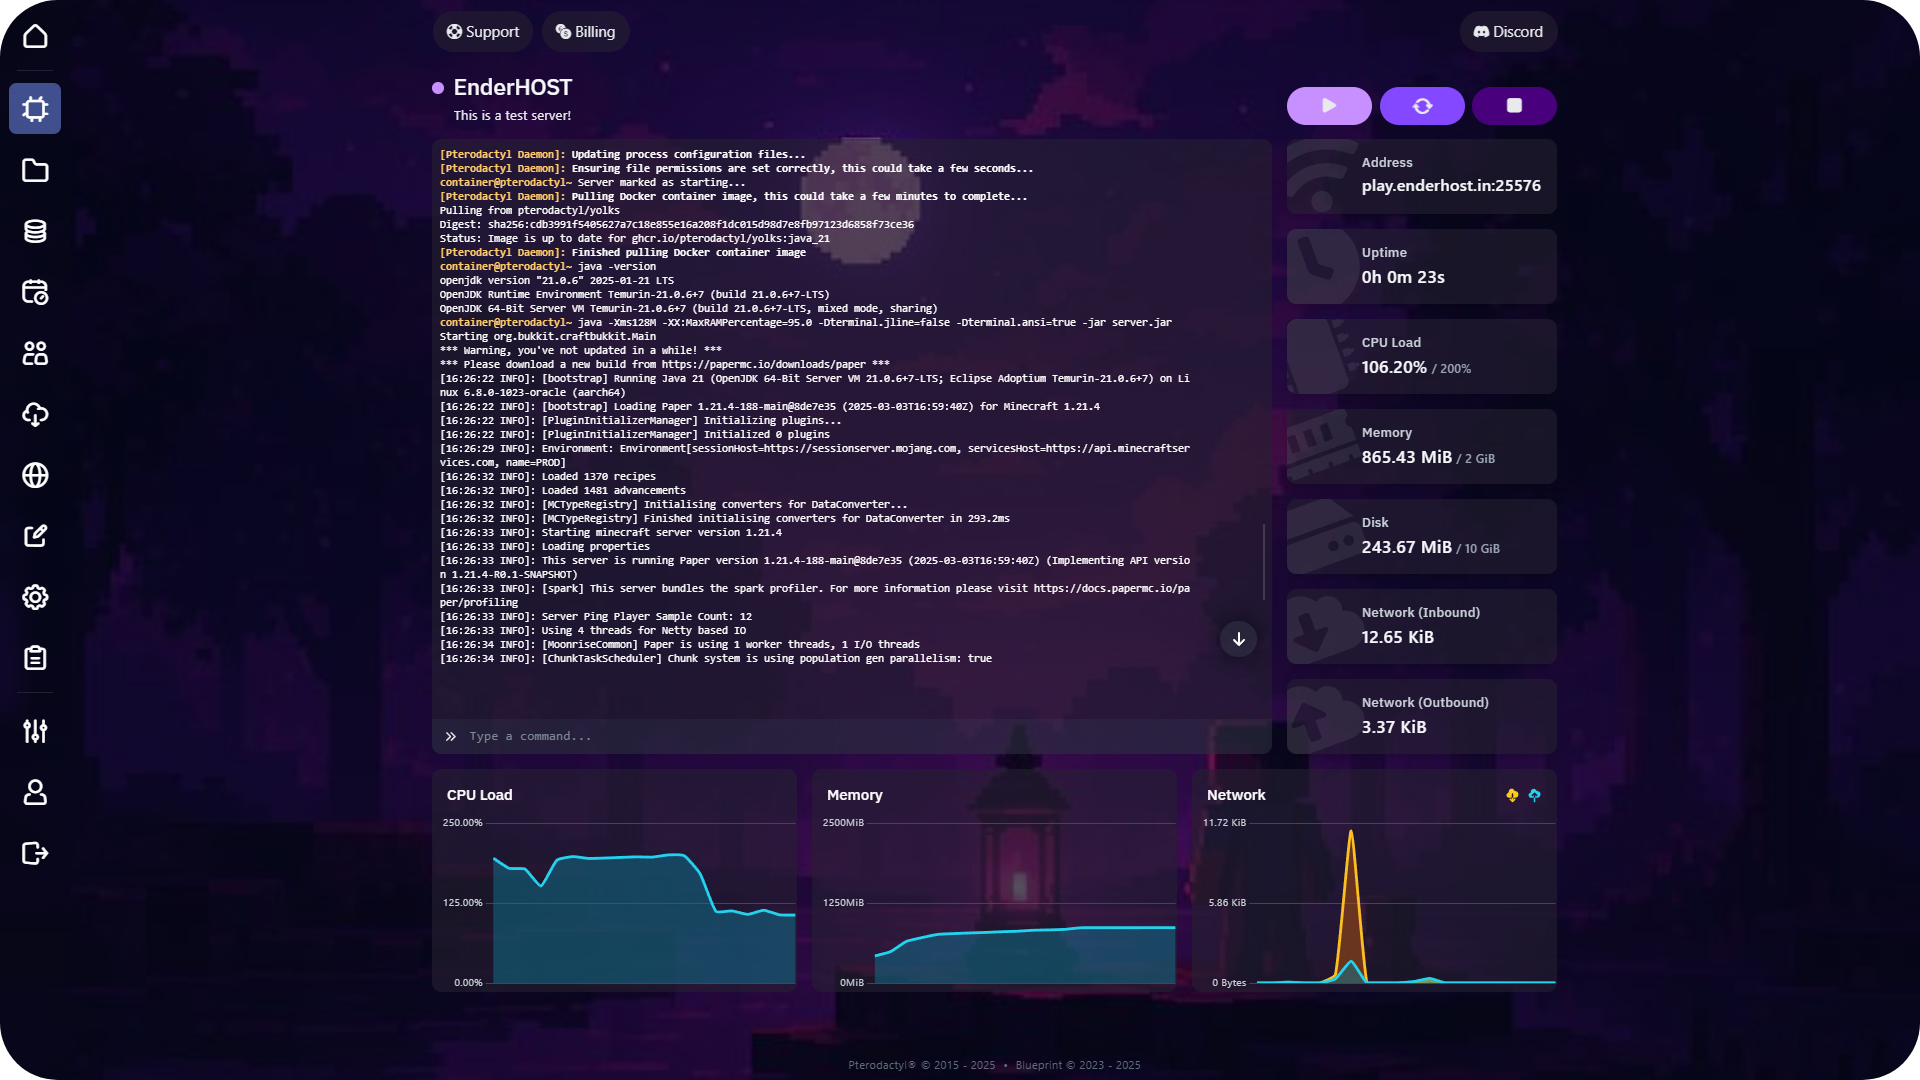 Support
Billing
Discord
EnderHOST
This is a test server!
[Pterodactyl Daemon]: Updating process configuration files...
[Pterodactyl Daemon]: Ensuring file permissions are set correctly, this could take a few seconds...
container@pterodactyl~ Server marked as starting...
[Pterodactyl Daemon]: Pulling Docker container image, this could take a few minutes to complete...
Pulling from pterodactyl/yolks
Digest: sha256:cdb3991f5405627a7c18e855e16a208f1dc015d98d7e8fb97123d6858f73ce36
Status: Image is up to date for ghcr.io/pterodactyl/yolks:java_21
[Pterodactyl Daemon]: Finished pulling Docker container image
container@pterodactyl~ java -version
openjdk version "21.0.6" 2025-01-21 LTS
OpenJDK Runtime Environment Temurin-21.0.6+7 (build 21.0.6+7-LTS)
OpenJDK 64-Bit Server VM Temurin-21.0.6+7 (build 21.0.6+7-LTS, mixed mode, sharing)
container@pterodactyl~ java -Xms128M -XX:MaxRAMPercentage=95.0 -Dterminal.jline=false -Dterminal.ansi=true -jar server.jar
Starting org.bukkit.craftbukkit.Main
*** Warning, you've not updated in a while! ***
*** Please download a new build from https://papermc.io/downloads/paper ***
[16:26:22 INFO]: [bootstrap] Running Java 21 (OpenJDK 64-Bit Server VM 21.0.6+7-LTS; Eclipse Adoptium Temurin-21.0.6+7) on Li
nux 6.8.0-1023-oracle (aarch64)
[16:26:22 INFO]: [bootstrap] Loading Paper 1.21.4-188-main@8de7e35 (2025-03-03T16:59:40Z) for Minecraft 1.21.4
[16:26:22 INFO]: [PluginInitializerManager] Initializing plugins...
[16:26:22 INFO]: [PluginInitializerManager] Initialized 0 plugins
[16:26:29 INFO]: Environment: Environment[sessionHost=https://sessionserver.mojang.com, servicesHost=https://api.minecraftser
vices.com, name=PROD]
[16:26:32 INFO]: Loaded 1370 recipes
[16:26:32 INFO]: Loaded 1481 advancements
[16:26:32 INFO]: [MCTypeRegistry] Initialising converters for DataConverter...
[16:26:32 INFO]: [MCTypeRegistry] Finished initialising converters for DataConverter in 293.2ms
[16:26:33 INFO]: Starting minecraft server version 1.21.4
[16:26:33 INFO]: Loading properties
[16:26:33 INFO]: This server is running Paper version 1.21.4-188-main@8de7e35 (2025-03-03T16:59:40Z) (Implementing API versio
n 1.21.4-R0.1-SNAPSHOT)
[16:26:33 INFO]: [spark] This server bundles the spark profiler. For more information please visit https://docs.papermc.io/pa
per/profiling
[16:26:33 INFO]: Server Ping Player Sample Count: 12
[16:26:33 INFO]: Using 4 threads for Netty based IO
[16:26:34 INFO]: [MoonriseCommon] Paper is using 1 worker threads, 1 I/O threads
[16:26:34 INFO]: [ChunkTaskScheduler] Chunk system is using population gen parallelism: true
Type a command...
Address
play.enderhost.in:25576
Uptime
0h 0m 23s
CPU Load
106.20% / 200%
Memory
865.43 MiB / 2 GiB
Disk
243.67 MiB / 10 GiB
Network (Inbound)
12.65 KiB
Network (Outbound)
3.37 KiB
CPU Load
250.00%
125.00%
0.00%
Memory
2500MiB
1250MiB
0MiB
Network
11.72 KiB
5.86 KiB
0 Bytes
Pterodactyl® © 2015 - 2025 • Blueprint © 2023 - 2025